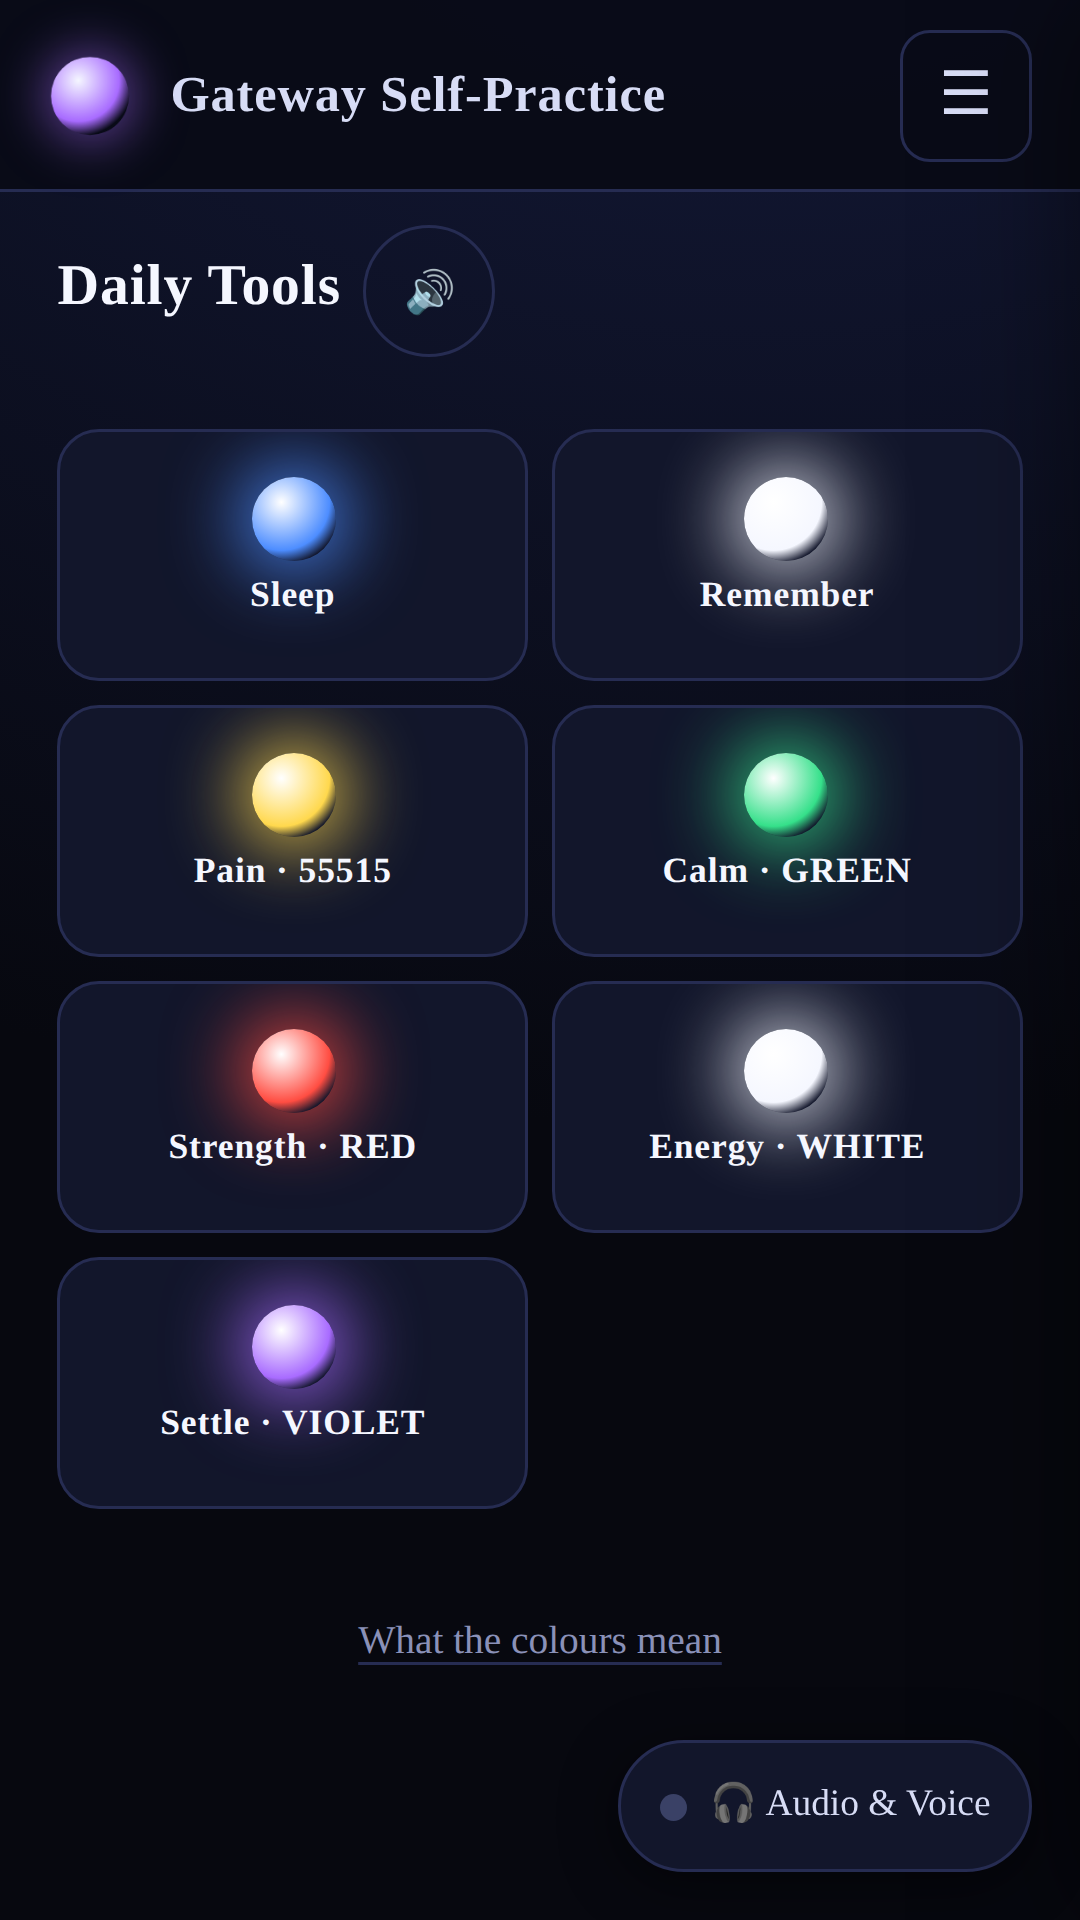 Gateway Self-Practice
Daily Tools
Sleep
Remember
Pain · 55515
Calm · GREEN
Strength · RED
Energy · WHITE
Settle · VIOLET
What the colours mean
Audio & Voice